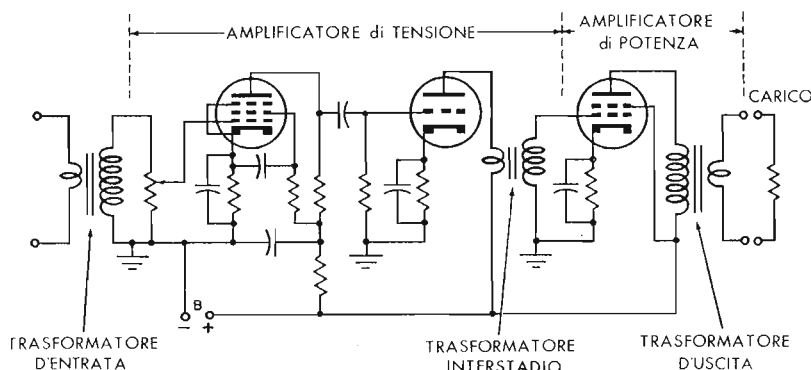 AMPLIFICATORE di TENSIONE
AMPLIFICATORE
di POTENZA
CARICO
B
- +
TRASFORMATORE
D'ENTRATA
TRASFORMATORE
INTERSTADIO
TRASFORMATORE
D'USCITA